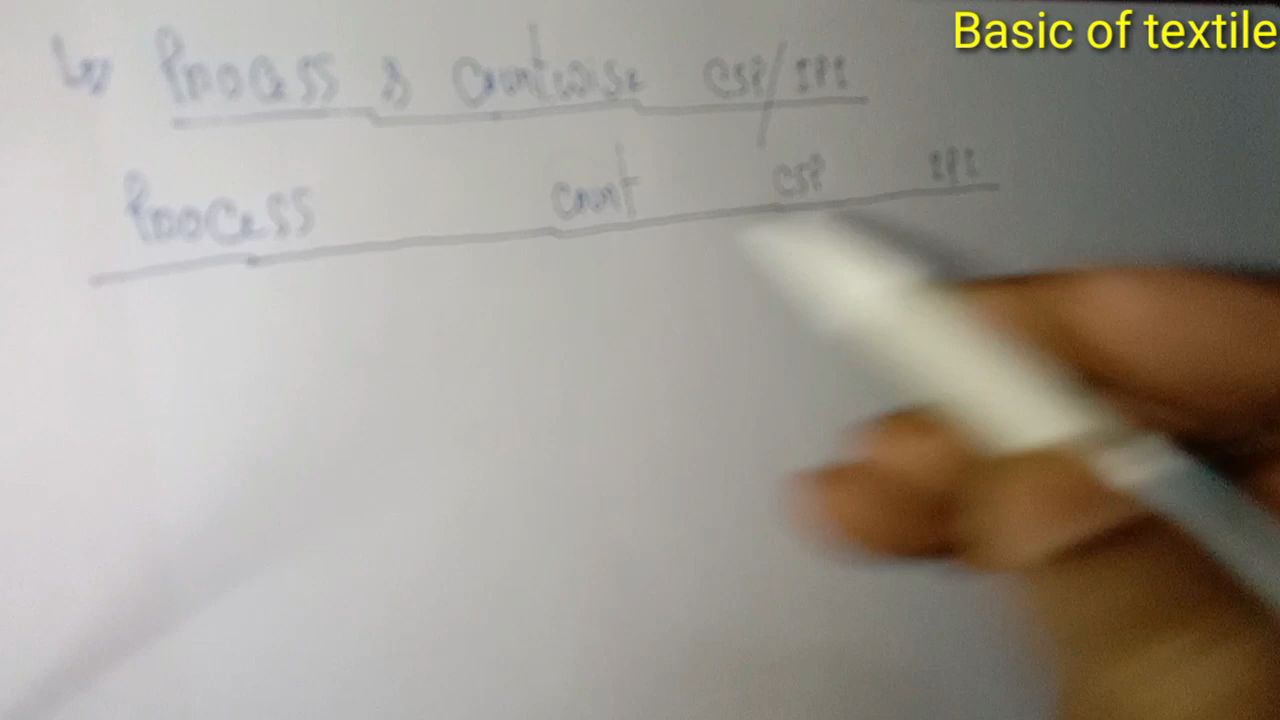 Basic of textile
↳ Process & Countwise CSP/IPI
Process Count CSP IPI